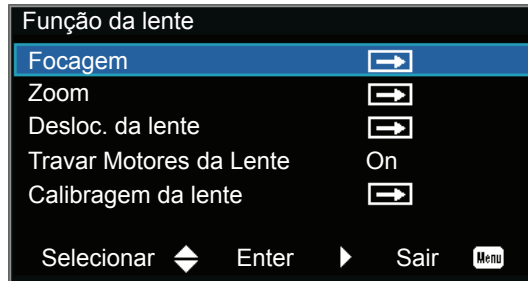 Função da lente
Focagem
Zoom
Desloc. da lente
Travar Motores da Lente On
Calibragem da lente
Selecionar Enter Sair Menu